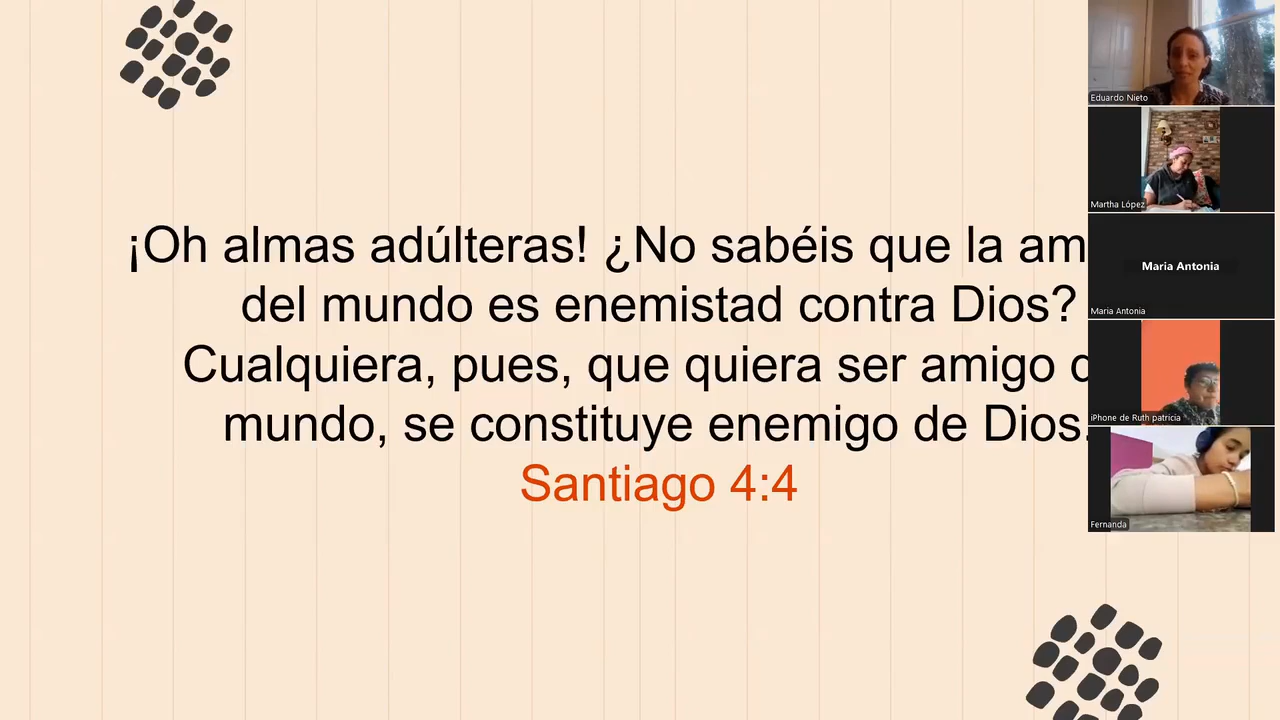 ¡Oh almas adúlteras! ¿No sabéis que la am
del mundo es enemistad contra Dios?
Cualquiera, pues, que quiera ser amigo
mundo, se constituye enemigo de Dios.
Santiago 4:4
Eduardo Nieto
Martha López
Maria Antonia
Maria Antonia
iPhone de Ruth patricia
Fernanda